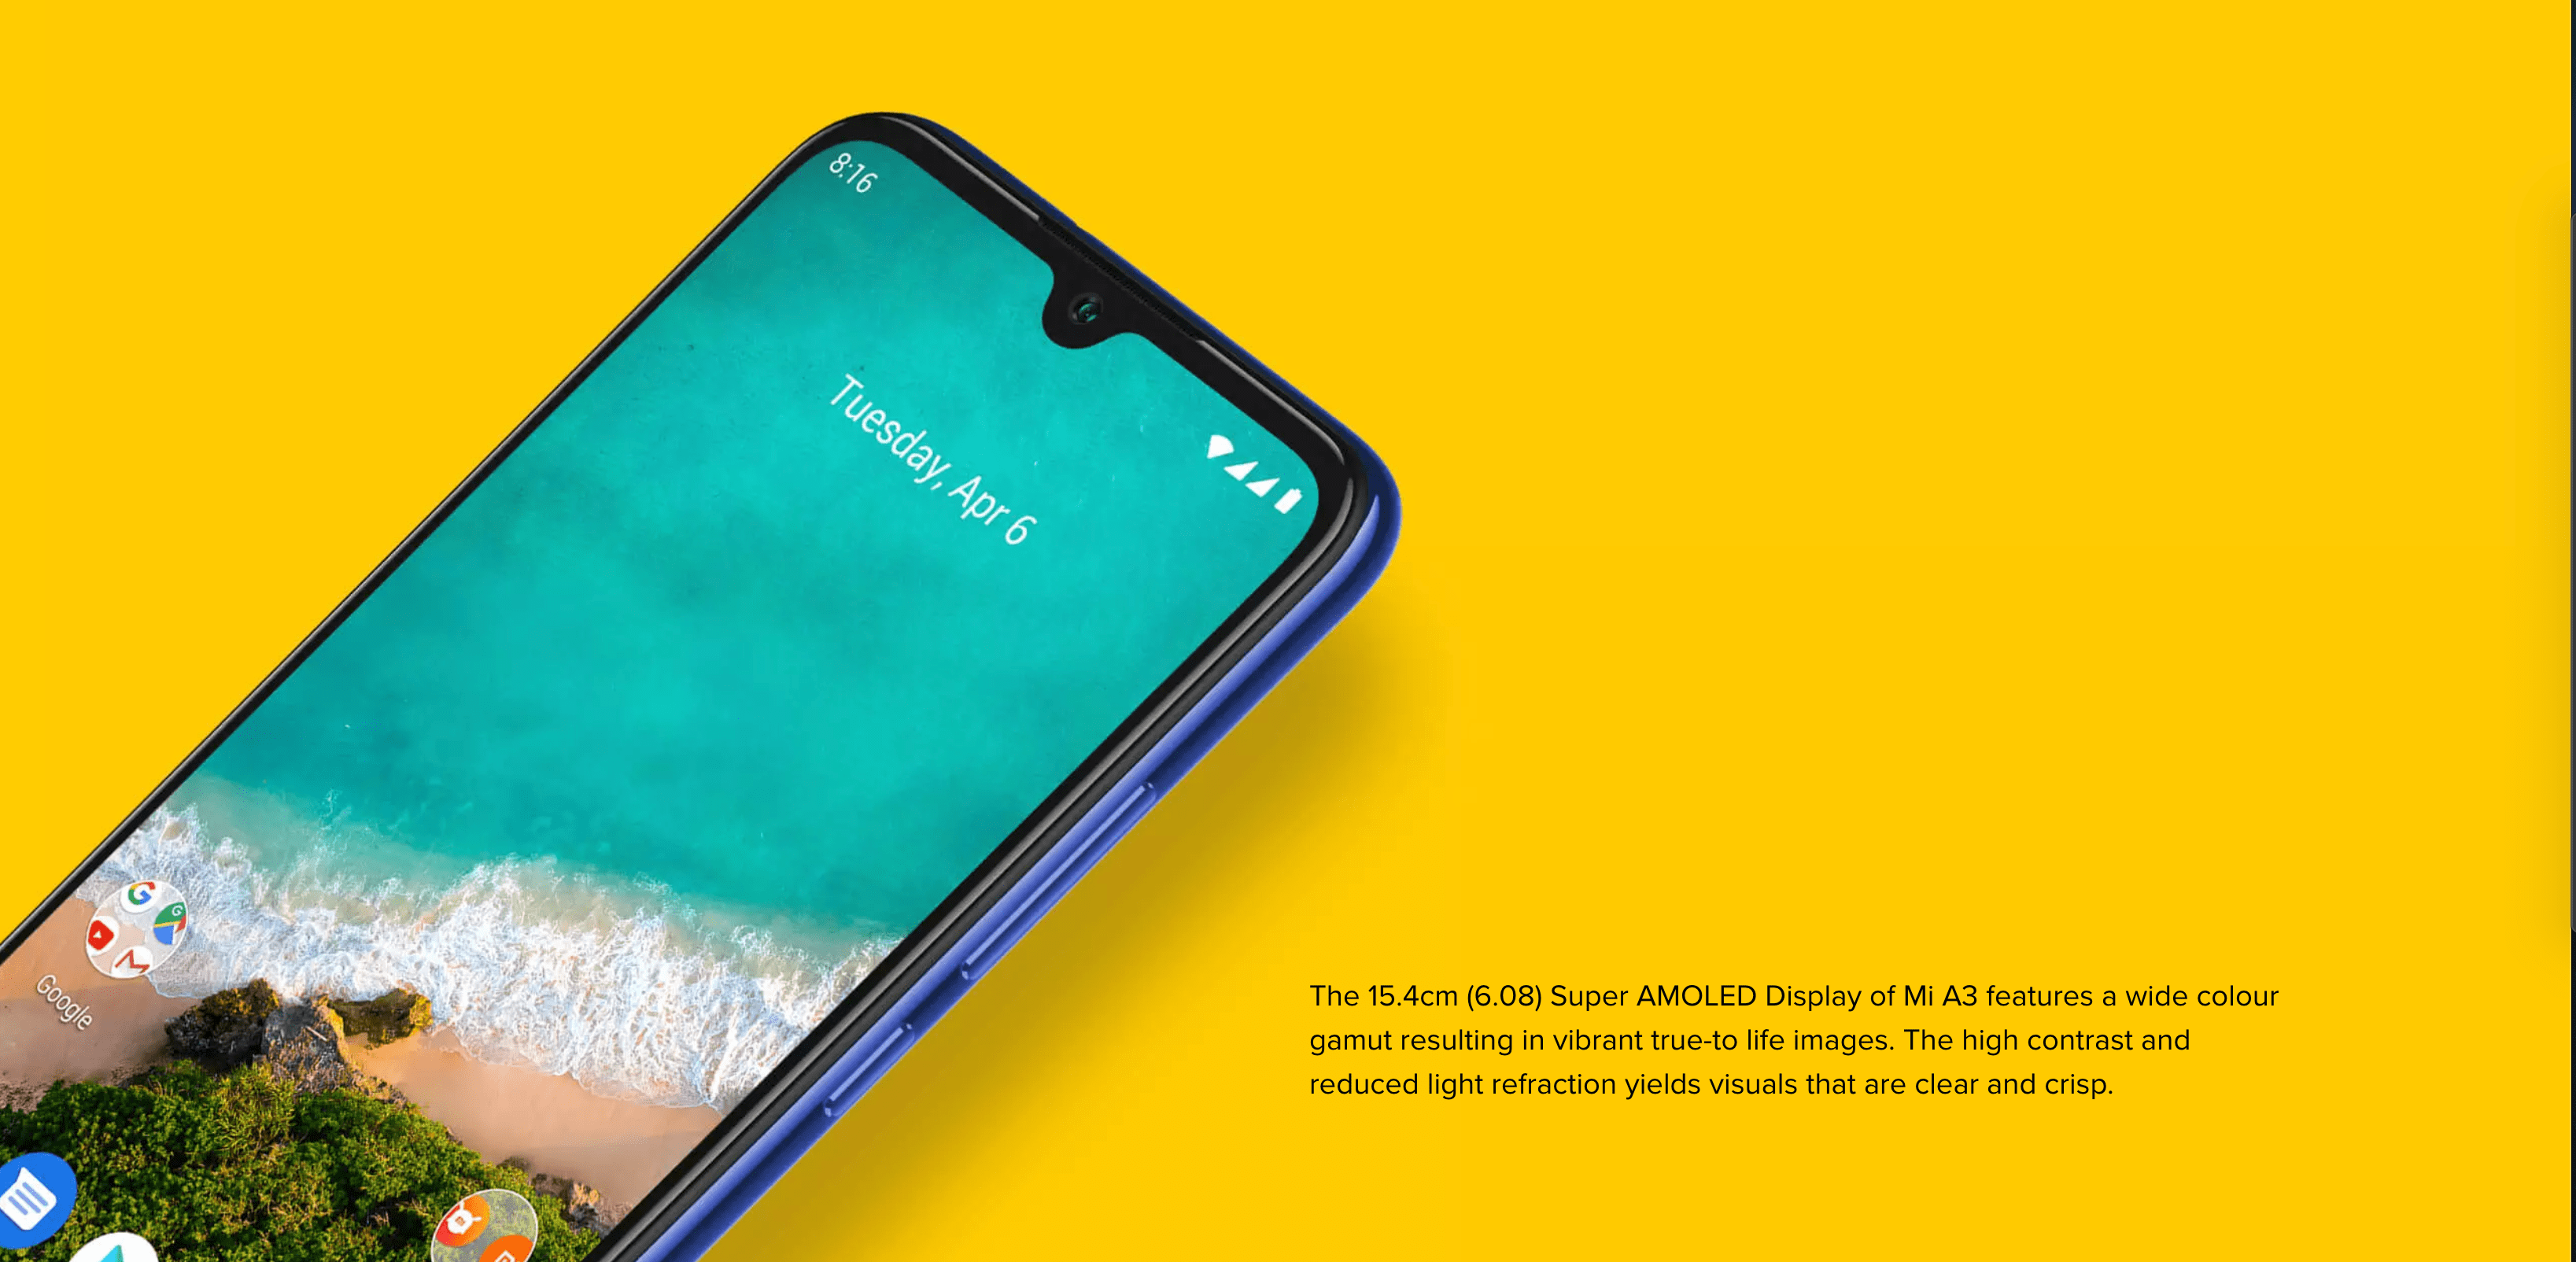 8:16
Tuesday, Apr 6
Google
The 15.4cm (6.08) Super AMOLED Display of Mi A3 features a wide colour
gamut resulting in vibrant true-to life images. The high contrast and
reduced light refraction yields visuals that are clear and crisp.